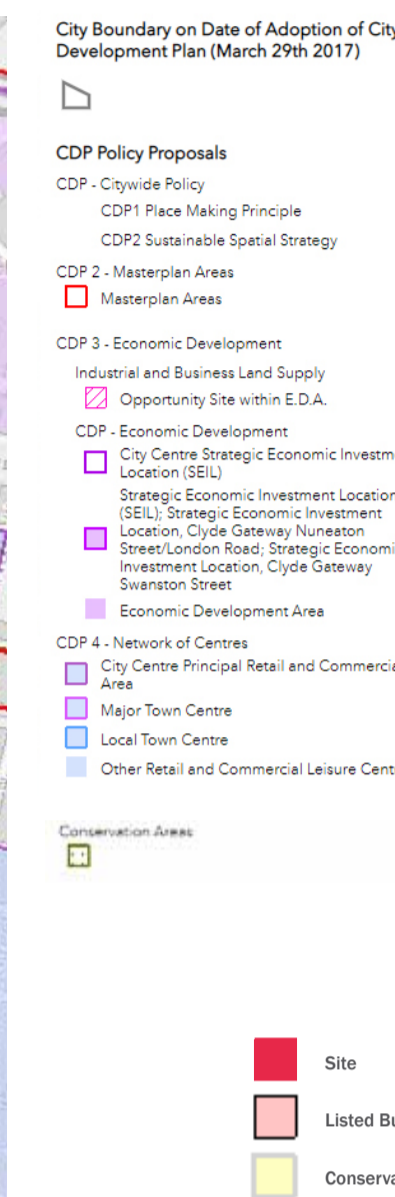 City Boundary on Date of Adoption of City
Development Plan (March 29th 2017)
CDP Policy Proposals
CDP - Citywide Policy
CDP1 Place Making Principle
CDP2 Sustainable Spatial Strategy
CDP 2 - Masterplan Areas
Masterplan Areas
CDP 3 - Economic Development
Industrial and Business Land Supply
Opportunity Site within E.D.A.
CDP - Economic Development
City Centre Strategic Economic Investm
Location (SEIL)
Strategic Economic Investment Location
(SEIL); Strategic Economic Investment
Location, Clyde Gateway Nuneaton
Street/London Road; Strategic Economi
Investment Location, Clyde Gateway
Swanston Street
Economic Development Area
CDP 4 - Network of Centres
City Centre Principal Retail and Commercia
Area
Major Town Centre
Local Town Centre
Other Retail and Commercial Leisure Cent
Conservation Areas
Site
Listed Bu
Conserva